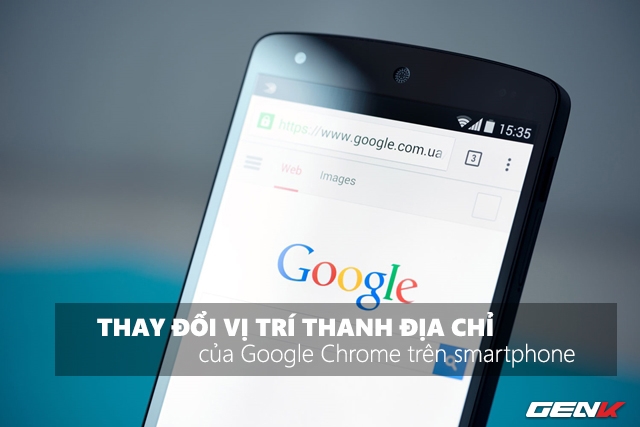 15:35
https://www.google.com.ua
3
Web Images
Google
THAY ĐỔI VỊ TRÍ THANH ĐỊA CHỈ
của Google Chrome trên smartphone
GENK